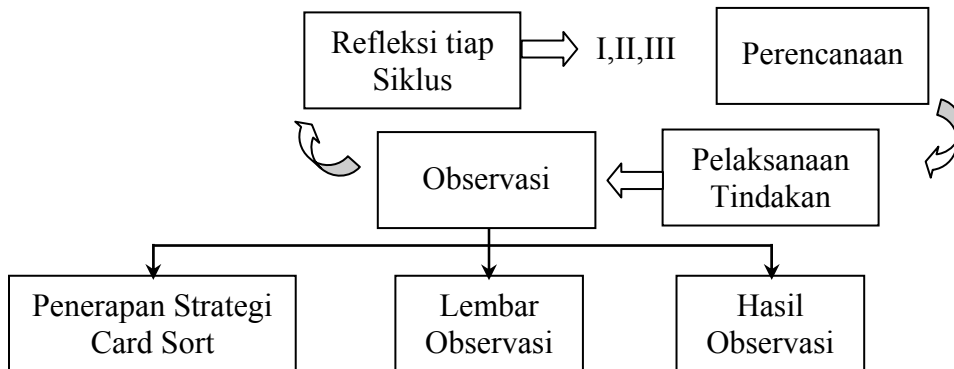 Refleksi tiap
Siklus
I,II,III
Perencanaan
Observasi
Pelaksanaan
Tindakan
Penerapan Strategi
Card Sort
Lembar
Observasi
Hasil
Observasi